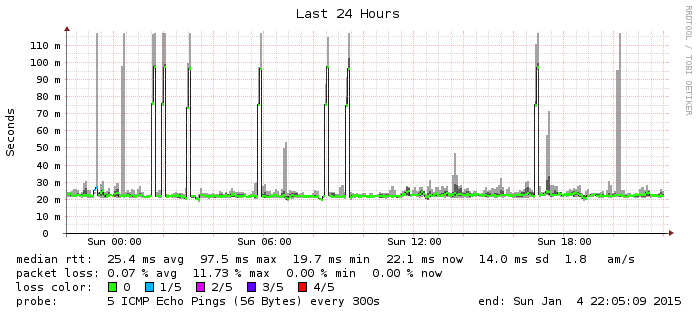 Last 24 Hours
RRDTOOL / TOBI OETIKER
Seconds
110 m
100 m
90 m
80 m
70 m
60 m
50 m
40 m
30 m
20 m
10 m
0
Sun 00:00 Sun 06:00 Sun 12:00 Sun 18:00
median rtt: 25.4 ms avg 97.5 ms max 19.7 ms min 22.1 ms now 14.0 ms sd 1.8 am/s
packet loss: 0.07 % avg 11.73 % max 0.00 % min 0.00 % now
loss color: 0 1/5 2/5 3/5 4/5
probe: 5 ICMP Echo Pings (56 Bytes) every 300s end: Sun Jan 4 22:05:09 2015